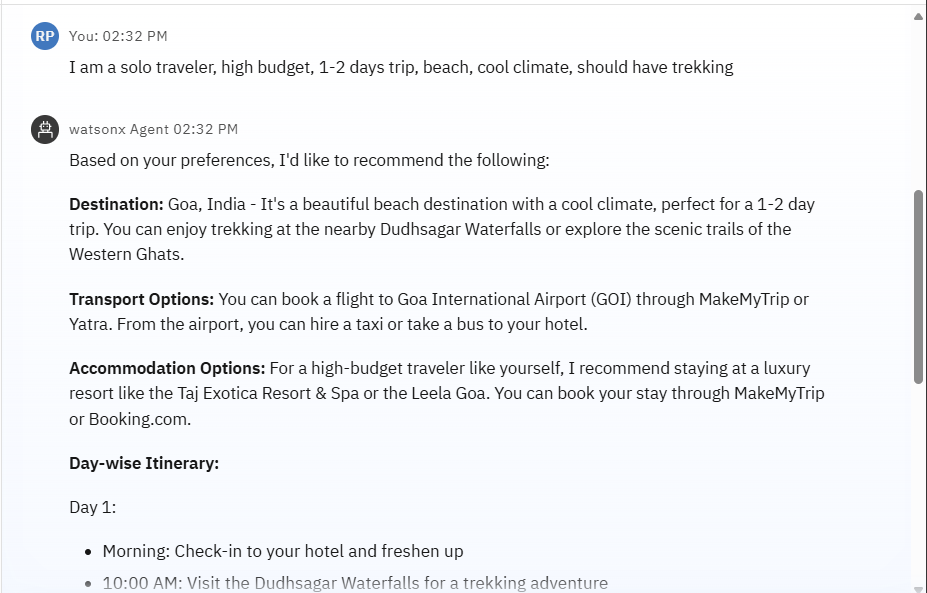 RP You: 02:32 PM
I am a solo traveler, high budget, 1-2 days trip, beach, cool climate, should have trekking
watsonx Agent 02:32 PM
Based on your preferences, I'd like to recommend the following:
Destination: Goa, India - It's a beautiful beach destination with a cool climate, perfect for a 1-2 day
trip. You can enjoy trekking at the nearby Dudhsagar Waterfalls or explore the scenic trails of the
Western Ghats.
Transport Options: You can book a flight to Goa International Airport (GOI) through MakeMyTrip or
Yatra. From the airport, you can hire a taxi or take a bus to your hotel.
Accommodation Options: For a high-budget traveler like yourself, I recommend staying at a luxury
resort like the Taj Exotica Resort & Spa or the Leela Goa. You can book your stay through MakeMyTrip
or Booking.com.
Day-wise Itinerary:
Day 1:
• Morning: Check-in to your hotel and freshen up
• 10:00 AM: Visit the Dudhsagar Waterfalls for a trekking adventure